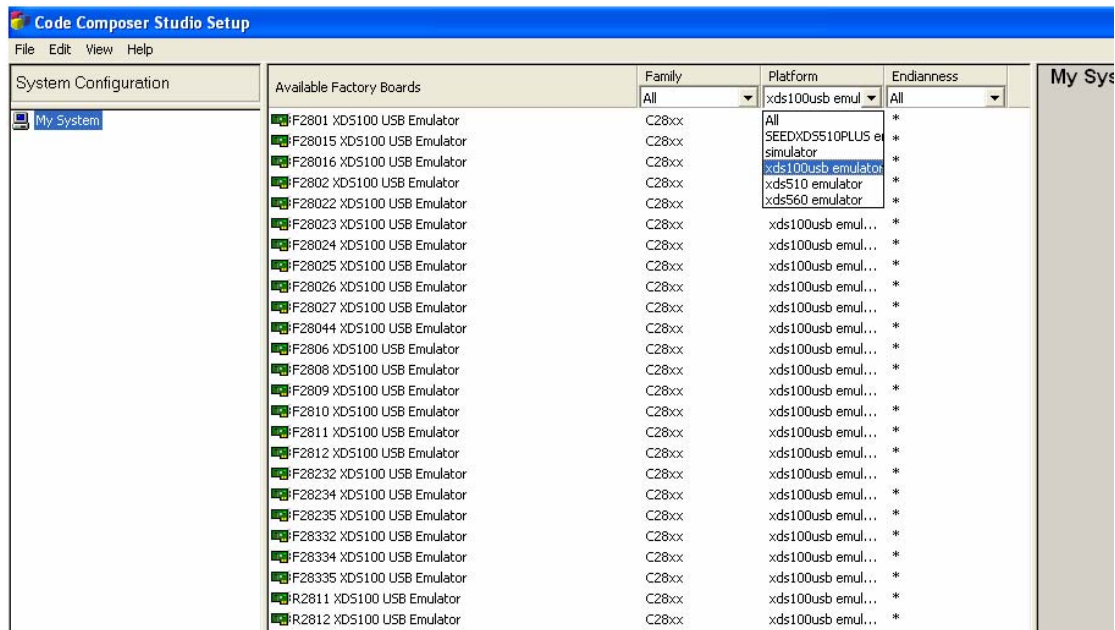 Code Composer Studio Setup
File Edit View Help
System Configuration
Available Factory Boards Family Platform Endianness
All xds100usb emul All
My Sys
My System
F2801 XDS100 USB Emulator C28xx All *
F28015 XDS100 USB Emulator C28xx SEEDXDS510PLUS *
simulator
F28016 XDS100 USB Emulator C28xx xds100usb emulator *
F2802 XDS100 USB Emulator C28xx xds510 emulator *
F28022 XDS100 USB Emulator C28xx xds560 emulator *
F28023 XDS100 USB Emulator C28xx xds100usb emul... *
F28024 XDS100 USB Emulator C28xx xds100usb emul... *
F28025 XDS100 USB Emulator C28xx xds100usb emul... *
F28026 XDS100 USB Emulator C28xx xds100usb emul... *
F28027 XDS100 USB Emulator C28xx xds100usb emul... *
F28044 XDS100 USB Emulator C28xx xds100usb emul... *
F2806 XDS100 USB Emulator C28xx xds100usb emul... *
F2808 XDS100 USB Emulator C28xx xds100usb emul... *
F2809 XDS100 USB Emulator C28xx xds100usb emul... *
F2810 XDS100 USB Emulator C28xx xds100usb emul... *
F2811 XDS100 USB Emulator C28xx xds100usb emul... *
F2812 XDS100 USB Emulator C28xx xds100usb emul... *
F28232 XDS100 USB Emulator C28xx xds100usb emul... *
F28234 XDS100 USB Emulator C28xx xds100usb emul... *
F28235 XDS100 USB Emulator C28xx xds100usb emul... *
F28332 XDS100 USB Emulator C28xx xds100usb emul... *
F28334 XDS100 USB Emulator C28xx xds100usb emul... *
F28335 XDS100 USB Emulator C28xx xds100usb emul... *
R2811 XDS100 USB Emulator C28xx xds100usb emul... *
R2812 XDS100 USB Emulator C28xx xds100usb emul... *